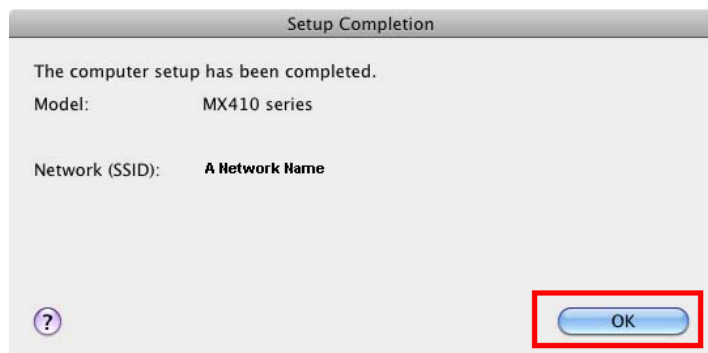 Setup Completion
The computer setup has been completed.
Model: MX410 series
Network (SSID): A Network Name
?
OK